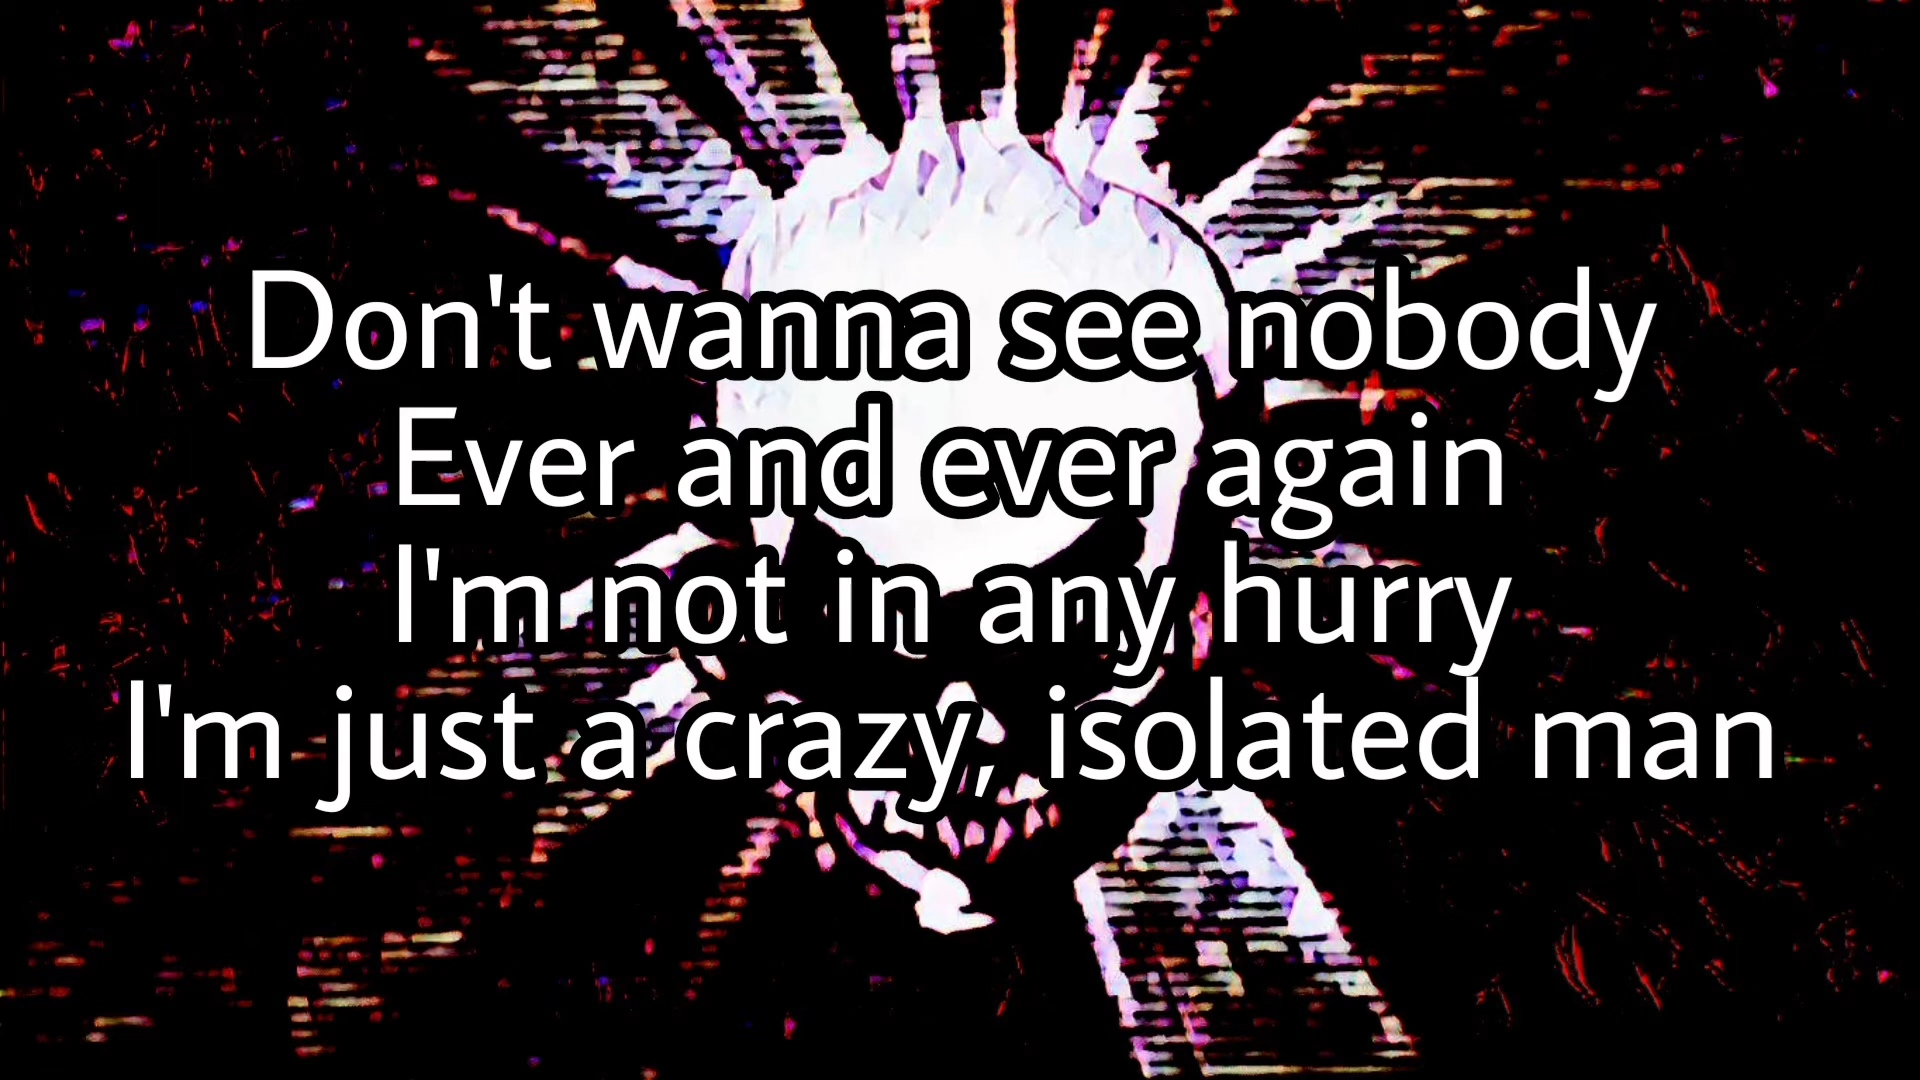 Don't wanna see nobody
Ever and ever again
I'm not in any hurry
I'm just a crazy, isolated man